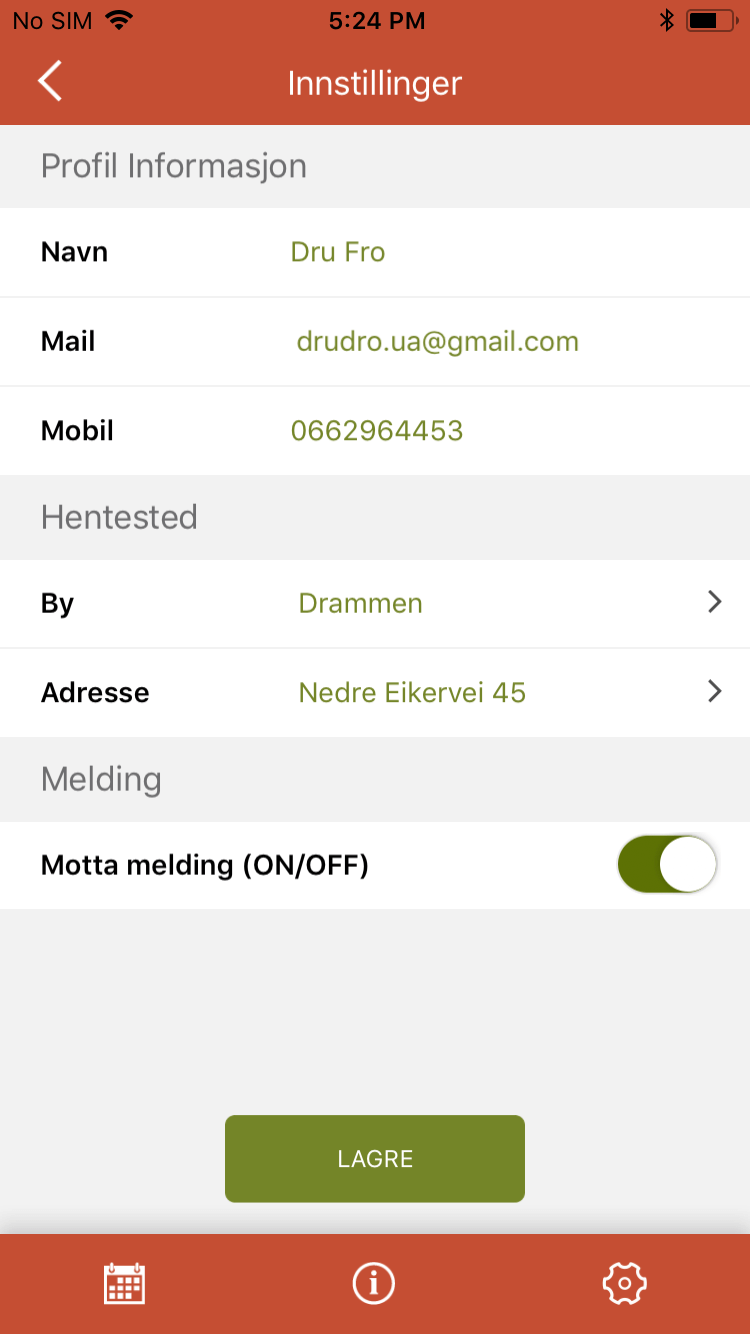 No SIM 5:24 PM
Innstillinger
Profil Informasjon
Navn Dru Fro
Mail drudro.ua@gmail.com
Mobil 0662964453
Hentested
By Drammen
Adresse Nedre Eikervei 45
Melding
Motta melding (ON/OFF)
LAGRE